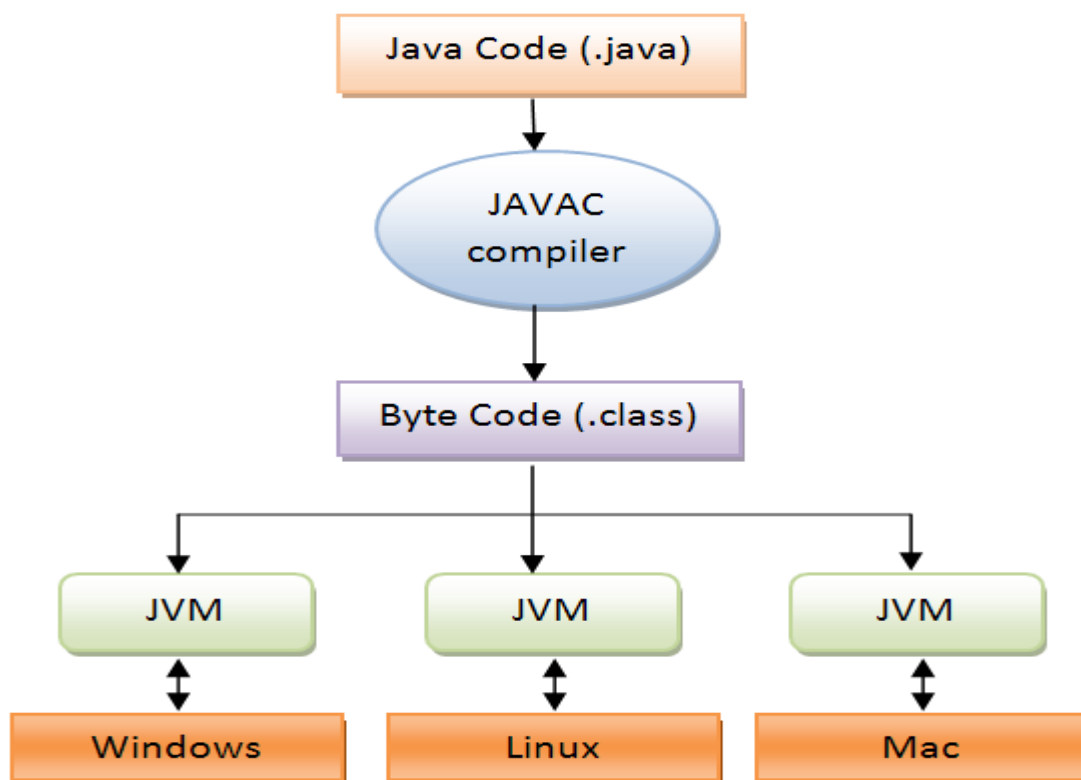 Java Code (.java)
JAVAC
compiler
Byte Code (.class)
JVM
JVM
JVM
Windows
Linux
Mac